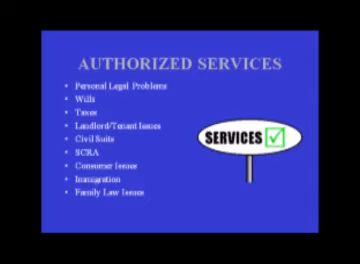 AUTHORIZED SERVICES
• Personal Legal Problems
• Wills
• Taxes
• Landlord/Tenant Issues
• Civil Suits
• SCRA
• Consumer Issues
• Immigration
• Family Law Issues
SERVICES